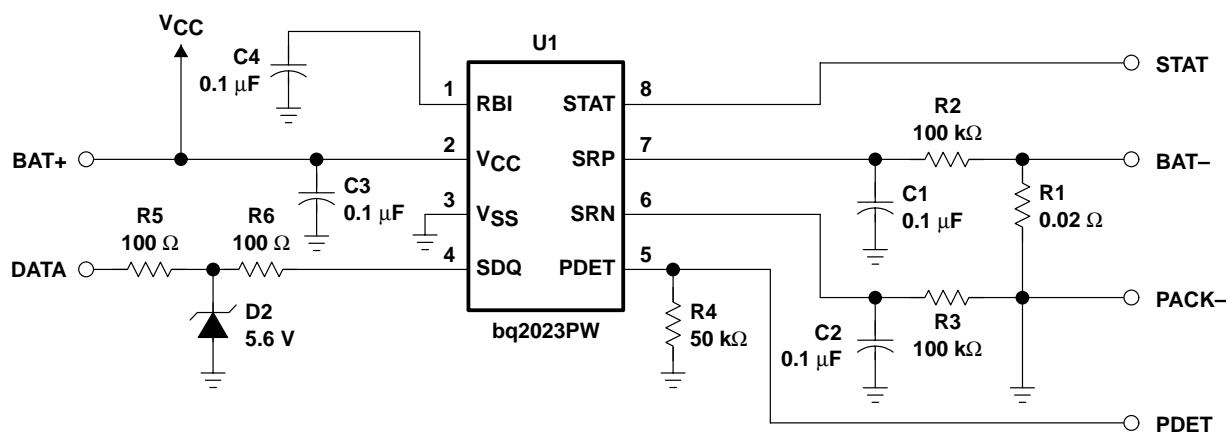 VCC
U1
C4
0.1 µF
STAT
1
RBI
STAT
8
R2
100 kΩ
BAT+
2
VCC
SRP
7
BAT–
C3
0.1 µF
C1
0.1 µF
R1
0.02 Ω
3
VSS
SRN
6
R5
100 Ω
R6
100 Ω
DATA
4
SDQ
PDET
5
D2
5.6 V
bq2023PW
R4
50 kΩ
C2
0.1 µF
R3
100 kΩ
PACK–
PDET